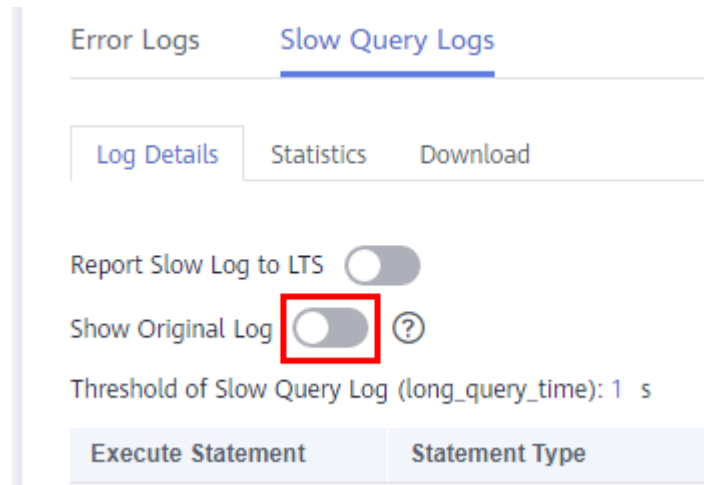 Error Logs Slow Query Logs
Log Details Statistics Download
Report Slow Log to LTS
Show Original Log ?
Threshold of Slow Query Log (long_query_time): 1 s
Execute Statement Statement Type